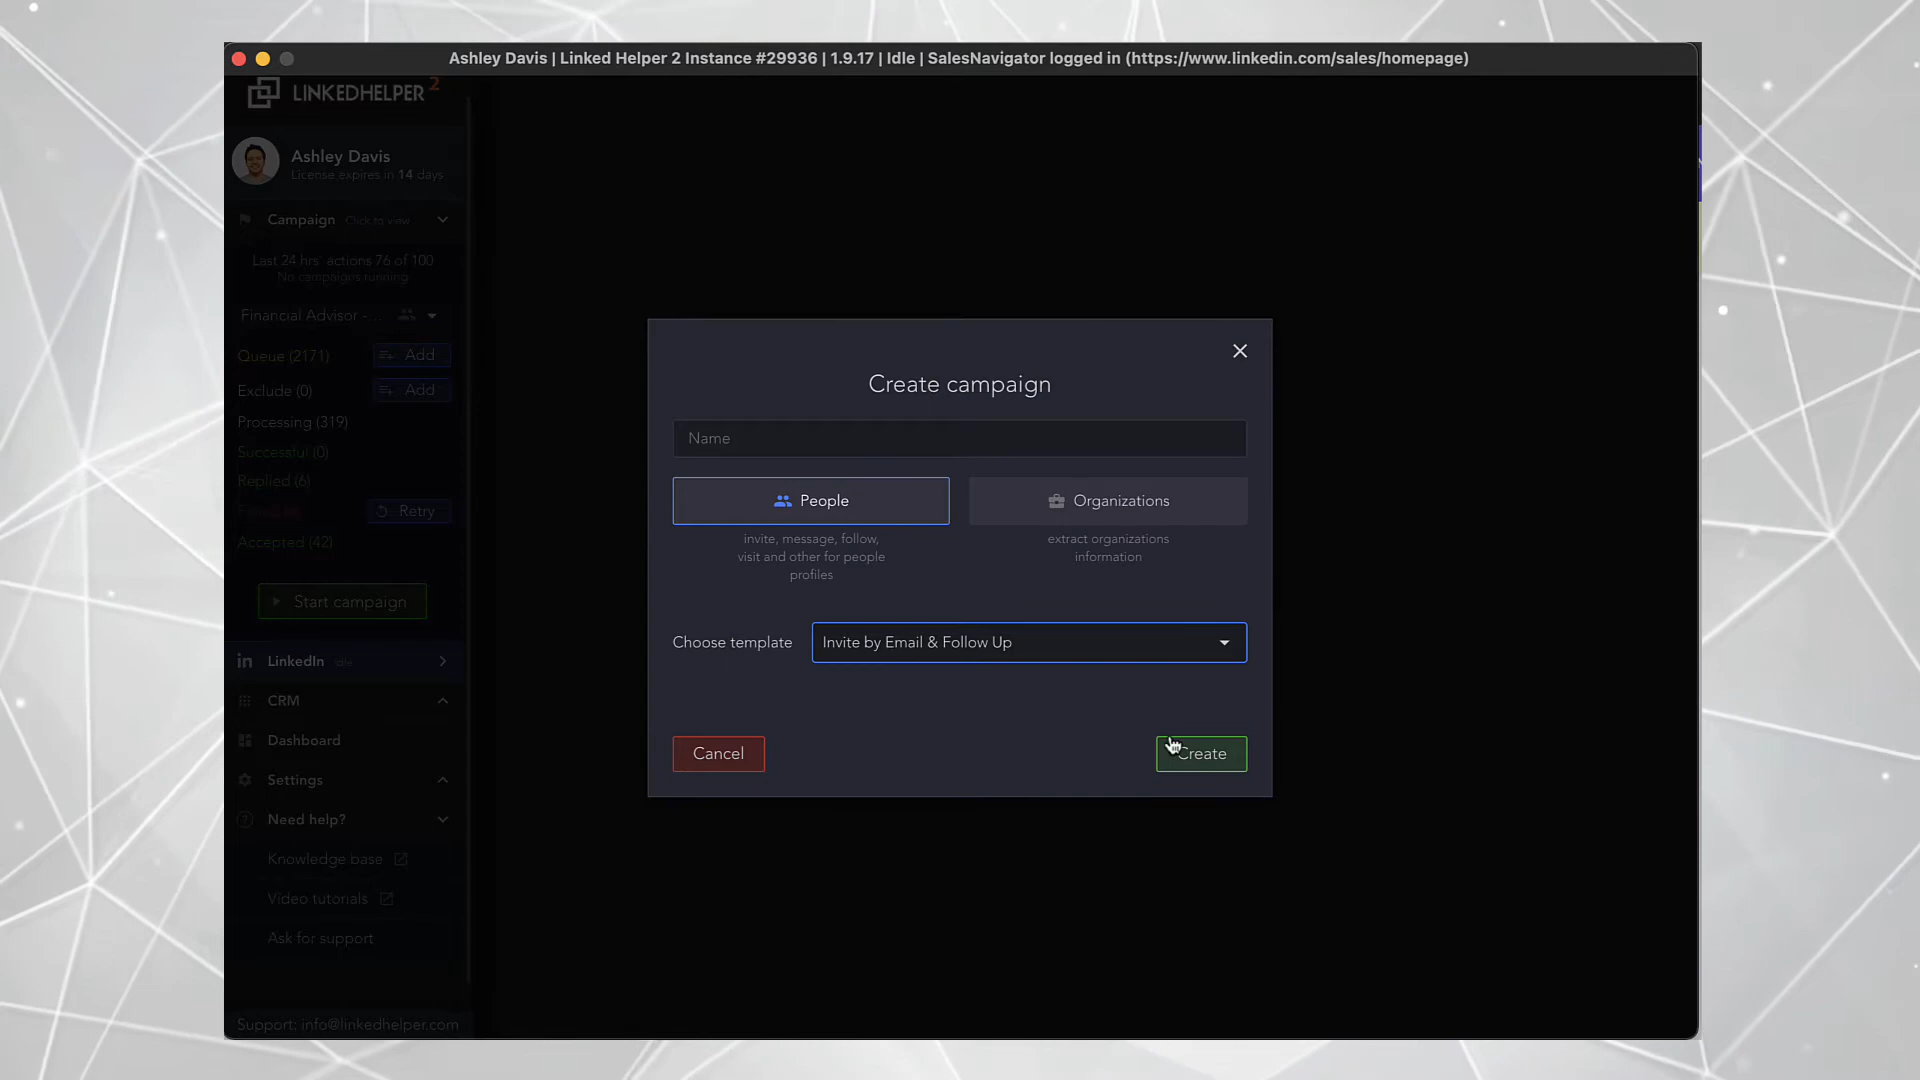 Ashley Davis | Linked Helper 2 Instance #29936 | 1.9.17 | Idle | SalesNavigator logged in (https://www.linkedin.com/sales/homepage)
LINKEDHELPER 2
Ashley Davis
License expires in 14 days
Campaign Click to view
Last 24 hrs' actions 76 of 100
No campaigns running
Financial Advisor -...
Queue (2171) Add
Exclude (0) Add
Processing (319)
Successful (0)
Replied (6)
Retry
Accepted (42)
Start campaign
LinkedIn Idle
CRM
Dashboard
Settings
Need help?
Knowledge base
Video tutorials
Ask for support
Support: info@linkedhelper.com
Create campaign
Name
People
Organizations
invite, message, follow,
visit and other for people
profiles
extract organizations
information
Choose template Invite by Email & Follow Up
Cancel
Create